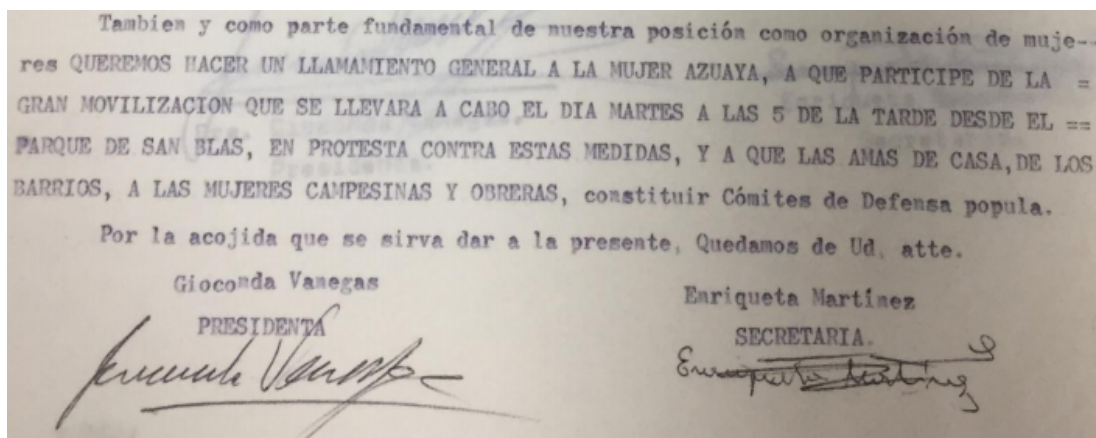 Tambien y como parte fundamental de nuestra posición como organización de muje--
res QUEREMOS HACER UN LLAMAMIENTO GENERAL A LA MUJER AZUAYA, A QUE PARTICIPE DE LA =
GRAN MOVILIZACION QUE SE LLEVARA A CABO EL DIA MARTES A LAS 5 DE LA TARDE DESDE EL ==
PARQUE DE SAN BLAS, EN PROTESTA CONTRA ESTAS MEDIDAS, Y A QUE LAS AMAS DE CASA, DE LOS
BARRIOS, A LAS MUJERES CAMPESINAS Y OBRERAS, constituir Cómites de Defensa popula.
Por la acojida que se sirva dar a la presente, Quedamos de Ud, atte.
Gioconda Vanegas
PRESIDENTA
Enriqueta Martínez
SECRETARIA.
Enriqueta Martínez